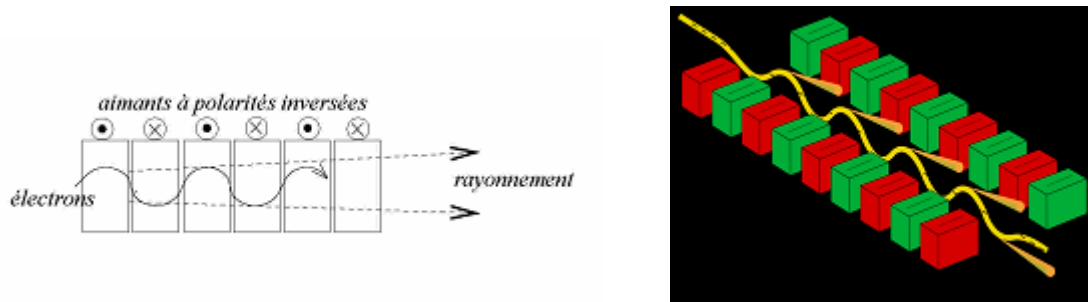 aimants à polarités inversées
rayonnement
électrons